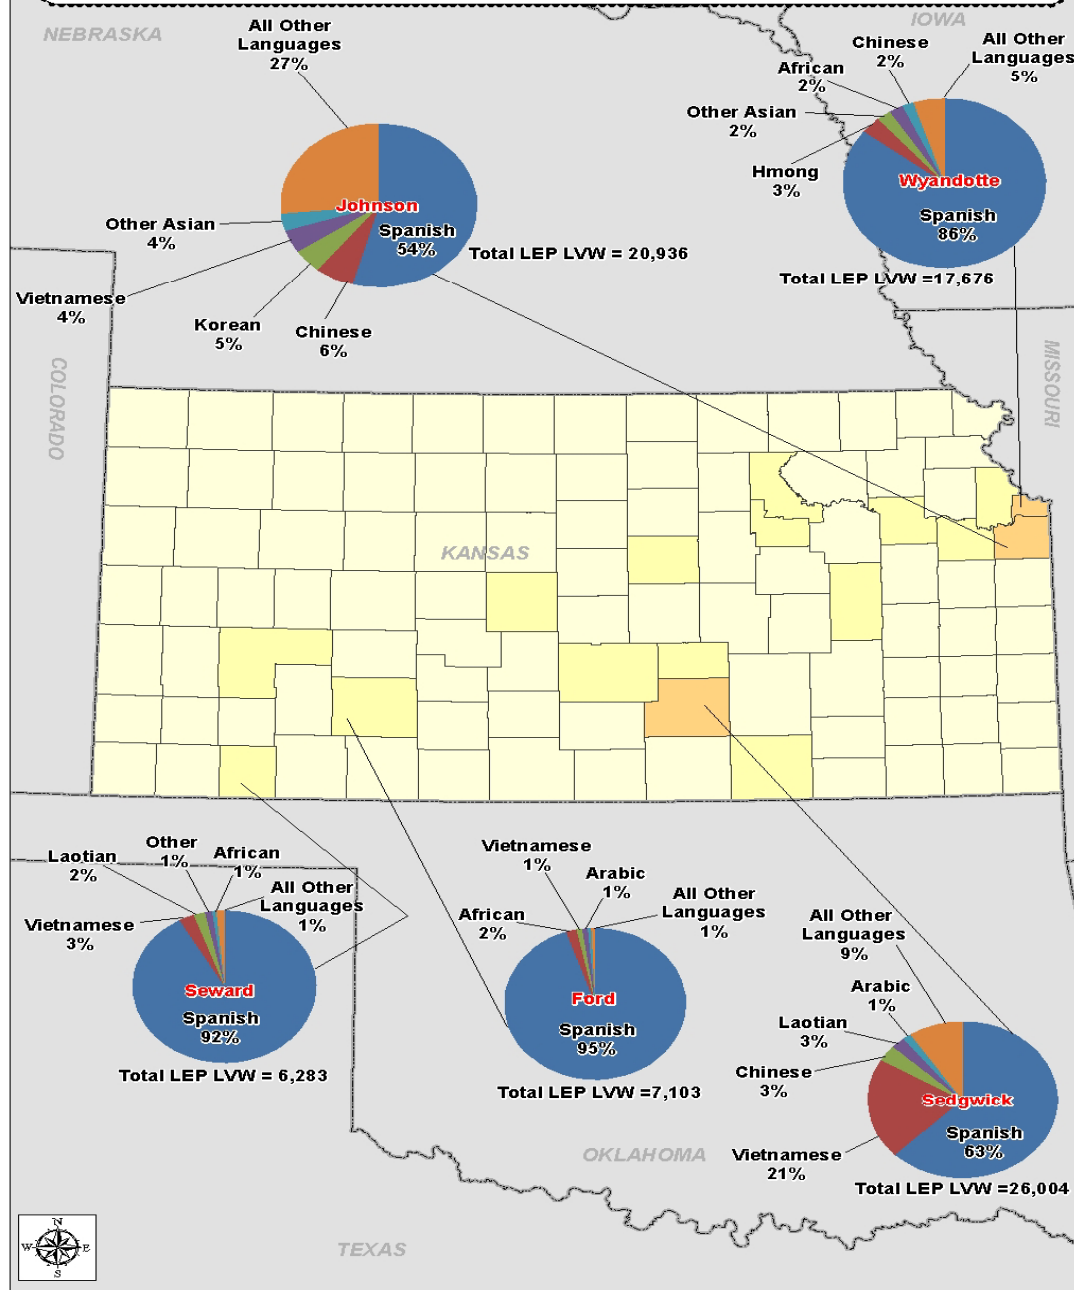 NEBRASKA
IOWA
All Other
Languages
27%
Johnson
Spanish
54%
Other Asian
4%
Vietnamese
4%
Korean
5%
Chinese
6%
Total LEP LVW = 20,936
Chinese
2%
All Other
Languages
5%
African
2%
Other Asian
2%
Hmong
3%
Wyandotte
Spanish
86%
Total LEP LVW =17,676
COLORADO
MISSOURI
KANSAS
Laotian
2%
Other
1%
African
1%
All Other
Languages
1%
Vietnamese
3%
Seward
Spanish
92%
Total LEP LVW = 6,283
Vietnamese
1%
Arabic
1%
All Other
Languages
1%
African
2%
Ford
Spanish
95%
Total LEP LVW =7,103
All Other
Languages
9%
Arabic
1%
Laotian
3%
Chinese
3%
Vietnamese
21%
Sedgwick
Spanish
63%
Total LEP LVW =26,004
OKLAHOMA
TEXAS
N
W E
S